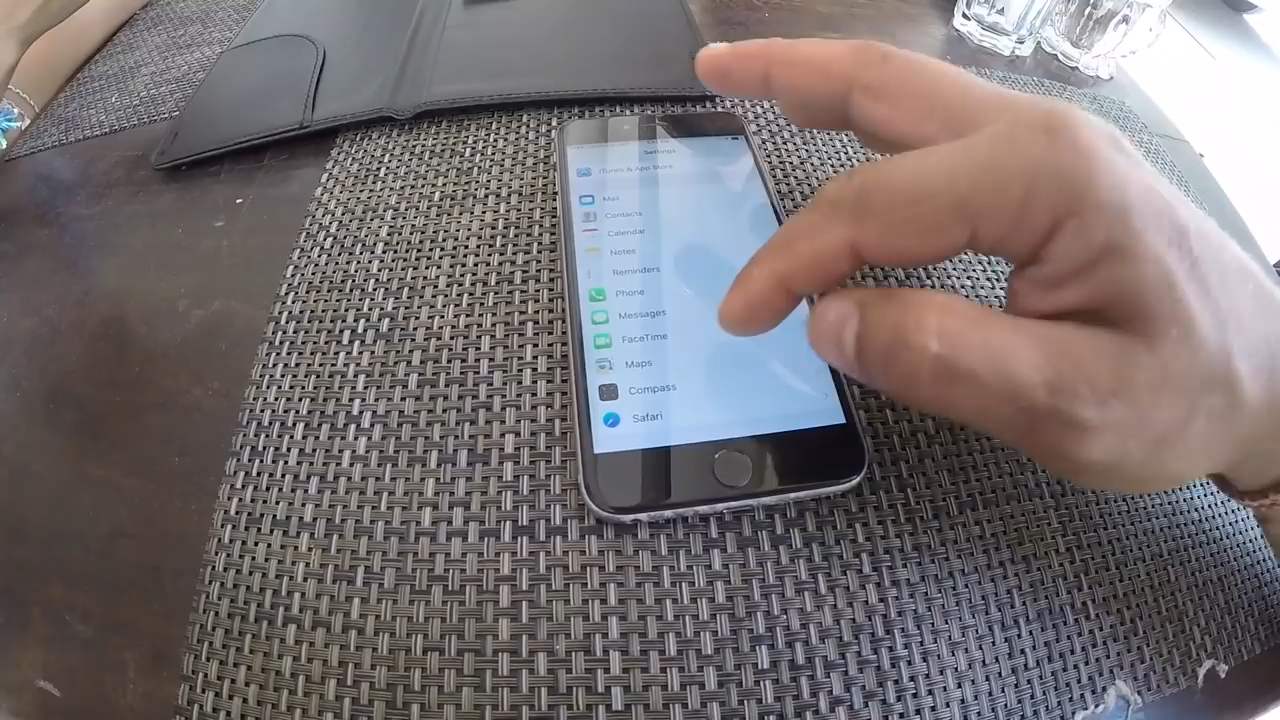 Settings
iTunes & App Store
Mail
Contacts
Calendar
Notes
Reminders
Phone
Messages
FaceTime
Maps
Compass
Safari